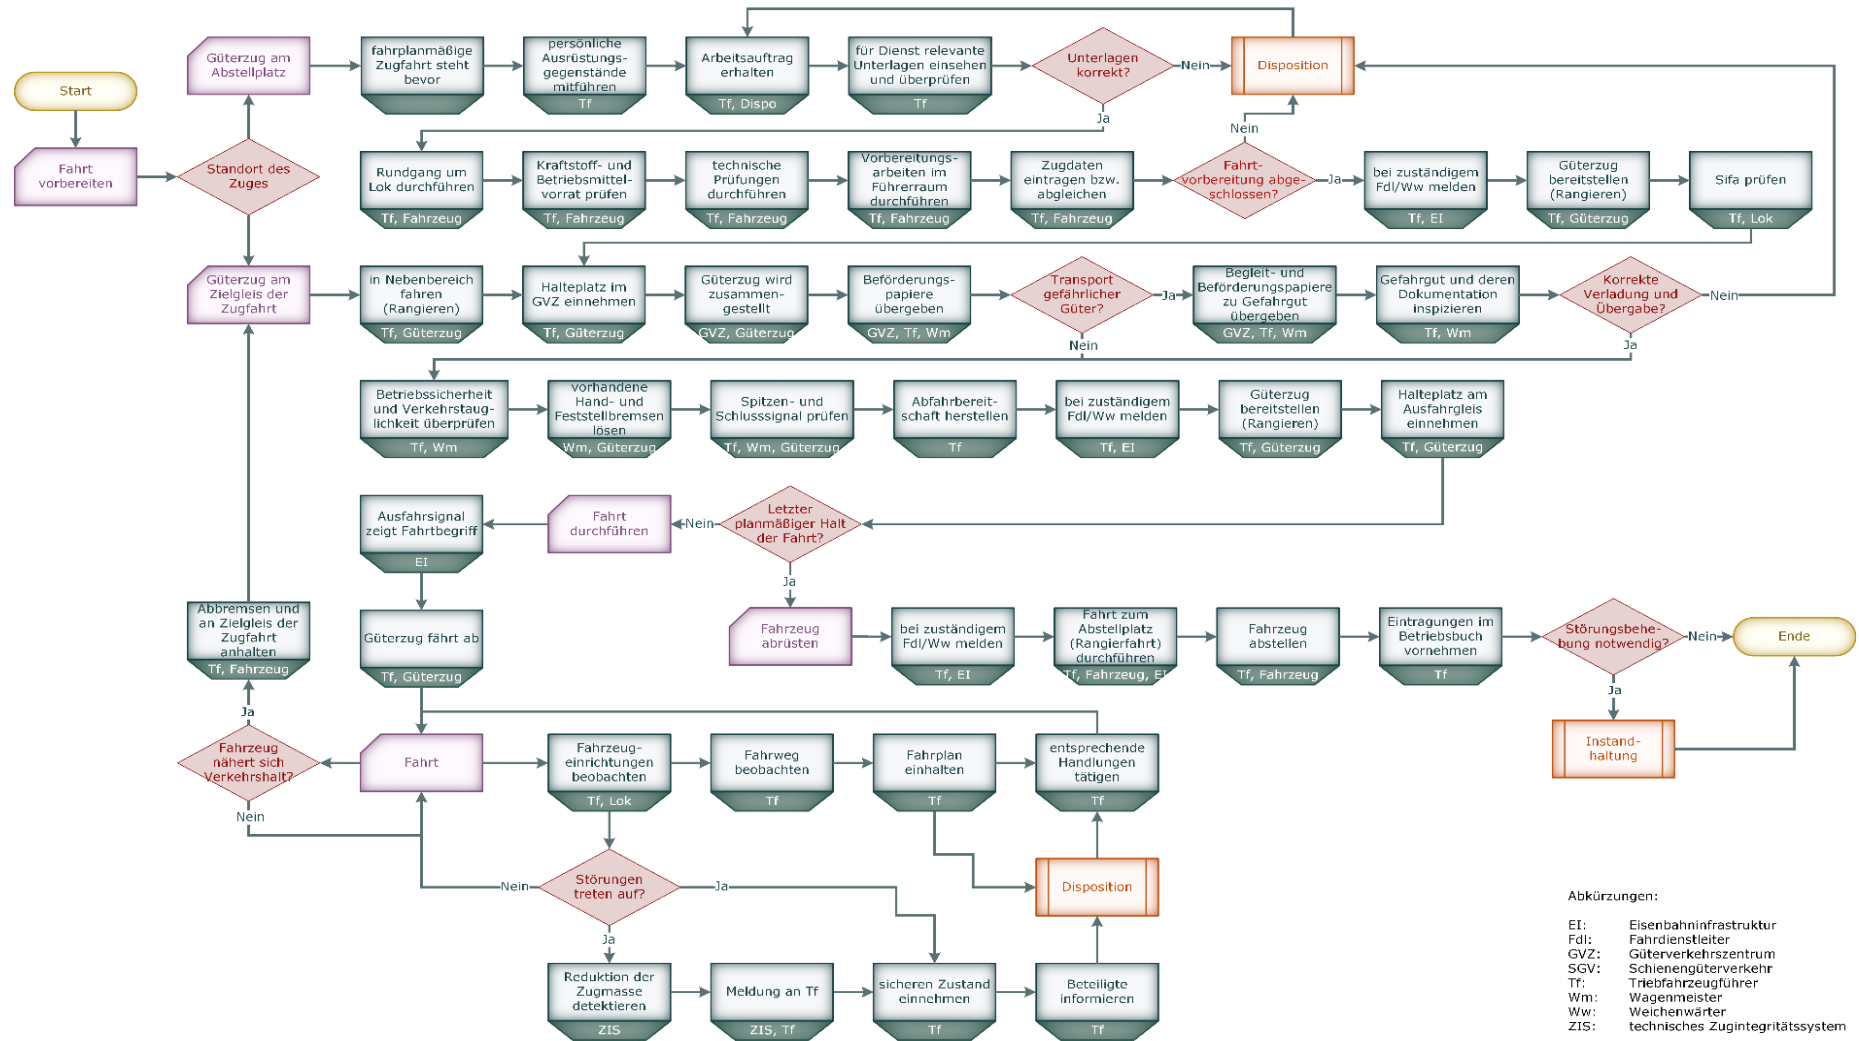 Start
Fahrt
vorbereiten
Standort des
Zuges
Güterzug am
Abstellplatz
fahrplanmäßige
Zugfahrt steht
bevor
persönliche
Ausrüstungs-
gegenstände
mitführen
Tf
Arbeitsauftrag
erhalten
Tf, Dispo
für Dienst relevante
Unterlagen einsehen
und überprüfen
Tf
Unterlagen
korrekt?
Nein
Ja
Disposition
Rundgang um
Lok durchführen
Tf, Fahrzeug
Kraftstoff- und
Betriebsmittel-
vorrat prüfen
Tf, Fahrzeug
technische
Prüfungen
durchführen
Tf, Fahrzeug
Vorbereitungs-
arbeiten im
Führerraum
durchführen
Tf, Fahrzeug
Zugdaten
eintragen bzw.
abgleichen
Tf, Fahrzeug
Nein
Fahrt-
vorbereitung abge-
schlossen?
Ja
bei zuständigem
Fdl/Ww melden
Tf, EI
Güterzug
bereitstellen
(Rangieren)
Tf, Güterzug
Sifa prüfen
Tf, Lok
Güterzug am
Zielgleis der
Zugfahrt
in Nebenbereich
fahren
(Rangieren)
Tf, Güterzug
Halteplatz im
GVZ einnehmen
Tf, Güterzug
Güterzug wird
zusammen-
gestellt
GVZ, Güterzug
Beförderungs-
papiere
übergeben
GVZ, Tf, Wm
Transport
gefährlicher
Güter?
Ja
Nein
Begleit- und
Beförderungspapiere
zu Gefahrgut
übergeben
GVZ, Tf, Wm
Gefahrgut und deren
Dokumentation
inspizieren
Tf, Wm
Korrekte
Verladung und
Übergabe?
Nein
Ja
Betriebssicherheit
und Verkehrstaug-
lichkeit überprüfen
Tf, Wm
vorhandene
Hand- und
Feststellbremsen
lösen
Wm, Güterzug
Spitzen- und
Schlusssignal prüfen
Tf, Wm, Güterzug
Abfahrbereit-
schaft herstellen
Tf
bei zuständigem
Fdl/Ww melden
Tf, EI
Güterzug
bereitstellen
(Rangieren)
Tf, Güterzug
Halteplatz am
Ausfahrgleis
einnehmen
Tf, Güterzug
Ausfahrsignal
zeigt Fahrtbegriff
EI
Fahrt
durchführen
Nein
Letzter
planmäßiger Halt
der Fahrt?
Ja
Abbremsen und
an Zielgleis der
Zugfahrt
anhalten
Tf, Fahrzeug
Güterzug fährt ab
Tf, Güterzug
Fahrzeug
abrüsten
bei zuständigem
Fdl/Ww melden
Tf, EI
Fahrt zum
Abstellplatz
(Rangierfahrt)
durchführen
Tf, Fahrzeug, EI
Fahrzeug
abstellen
Tf, Fahrzeug
Eintragungen im
Betriebsbuch
vornehmen
Tf
Störungsbehe-
bung notwendig?
Nein
Ja
Ende
Instand-
haltung
Ja
Fahrzeug
nähert sich
Verkehrshalt?
Nein
Fahrt
Fahrzeug-
einrichtungen
beobachten
Tf, Lok
Fahrweg
beobachten
Tf
Fahrplan
einhalten
Tf
entsprechende
Handlungen
tätigen
Tf
Nein
Störungen
treten auf?
Ja
Ja
Disposition
Reduktion der
Zugmasse
detektieren
ZIS
Meldung an Tf
ZIS, Tf
sicheren Zustand
einnehmen
Tf
Beteiligte
informieren
Tf
Abkürzungen:
EI: Eisenbahninfrastruktur
Fdl: Fahrdienstleiter
GVZ: Güterverkehrszentrum
SGV: Schienengüterverkehr
Tf: Triebfahrzeugführer
Wm: Wagenmeister
Ww: Weichenwärter
ZIS: technisches Zugintegritätssystem